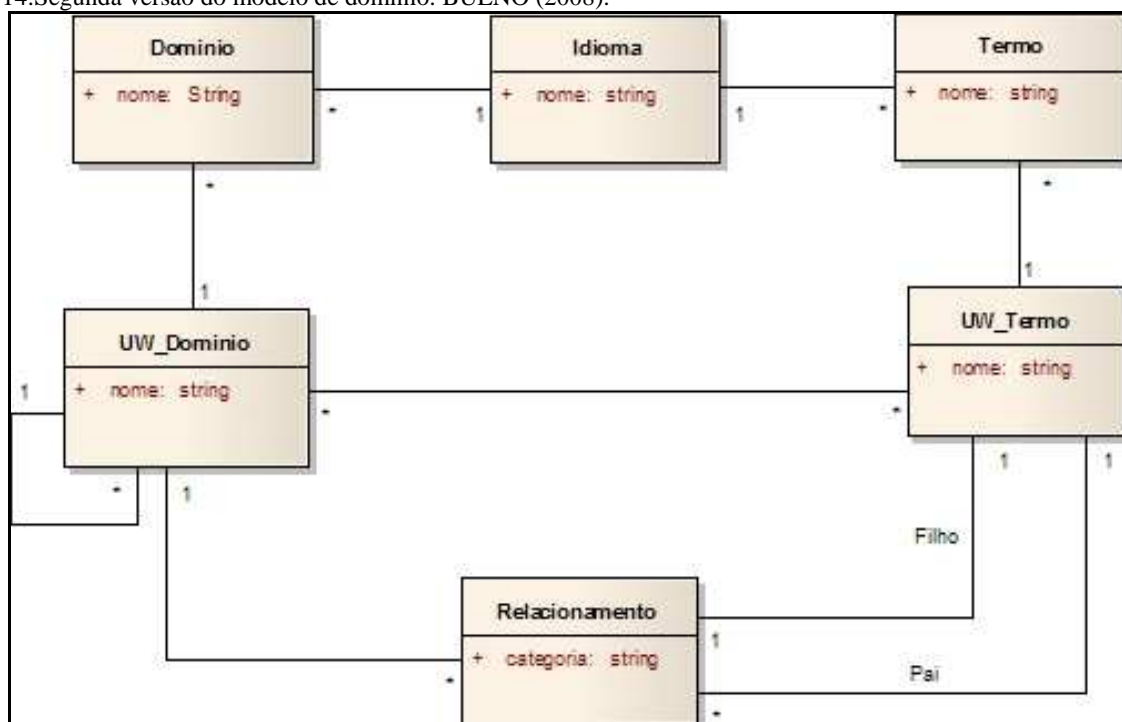 14.Segunda versão do modelo de domínio. BUENO (2008).
Dominio
+ nome: String
Idioma
+ nome: string
Termo
+ nome: string
* 1
1 *
*
1
*
1
UW_Dominio
+ nome: string
UW_Termo
+ nome: string
1
*
*
*
1
1
1
Filho
Relacionamento
+ categoria: string
1
Pai
*
*